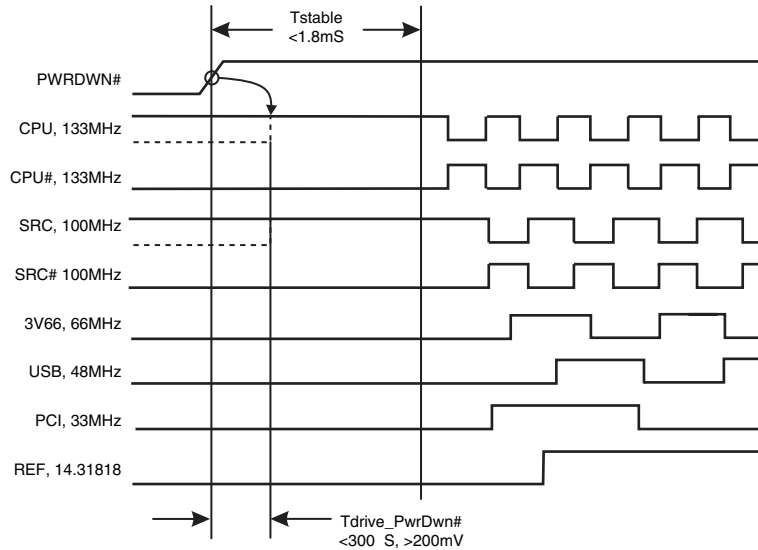 Tstable
<1.8mS
PWRDWN#
CPU, 133MHz
CPU#, 133MHz
SRC, 100MHz
SRC# 100MHz
3V66, 66MHz
USB, 48MHz
PCI, 33MHz
REF, 14.31818
Tdrive_PwrDwn#
<300 S, >200mV